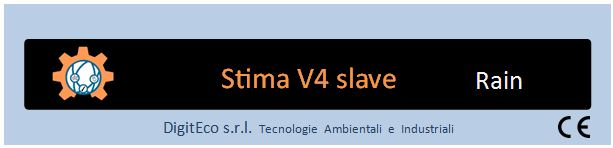 Stima V4 slave Rain
DigitEco s.r.l. Tecnologie Ambientali e Industriali
CE